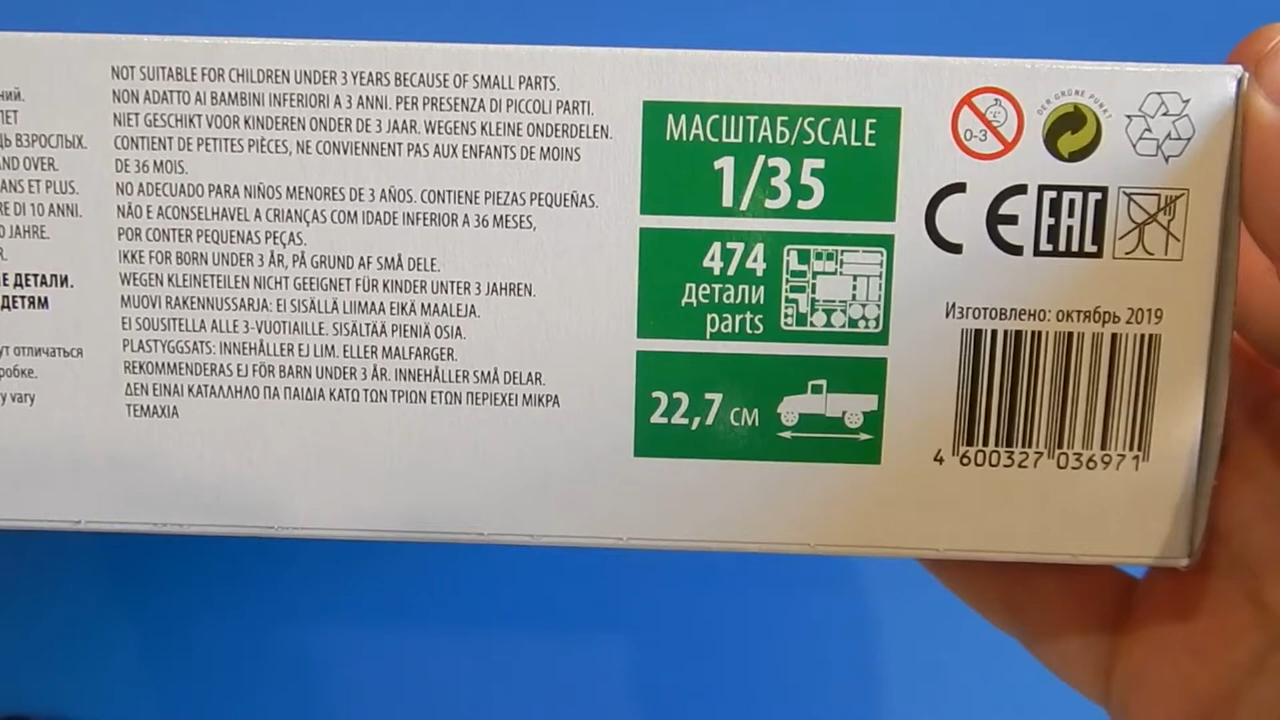 ний.
ЛЕТ
ЩЬ ВЗРОСЛЫХ.
AND OVER.
ANS ET PLUS.
RE DI 10 ANNI.
0 JAHRE.
R.
Е ДЕТАЛИ.
ДЕТЯМ
ут отличаться
робке.
y vary
NOT SUITABLE FOR CHILDREN UNDER 3 YEARS BECAUSE OF SMALL PARTS.
NON ADATTO AI BAMBINI INFERIORI A 3 ANNI. PER PRESENZA DI PICCOLI PARTI.
NIET GESCHIKT VOOR KINDEREN ONDER DE 3 JAAR. WEGENS KLEINE ONDERDELEN.
CONTIENT DE PETITES PIÈCES, NE CONVIENNENT PAS AUX ENFANTS DE MOINS
DE 36 MOIS.
NO ADECUADO PARA NIÑOS MENORES DE 3 AÑOS. CONTIENE PIEZAS PEQUEÑAS.
NÃO E ACONSELHAVEL A CRIANÇAS COM IDADE INFERIOR A 36 MESES,
POR CONTER PEQUENAS PEÇAS.
IKKE FOR BORN UNDER 3 ÅR, PÅ GRUND AF SMÅ DELE.
WEGEN KLEINETEILEN NICHT GEEIGNET FÜR KINDER UNTER 3 JAHREN.
MUOVI RAKENNUSSARJA: EI SISÄLLÄ LIIMAA EIKÄ MAALEJA.
EI SOUSITELLA ALLE 3-VUOTIAILLE. SISÄLTÄÄ PIENIÄ OSIA.
PLASTYGGSATS: INNEHÅLLER EJ LIM. ELLER MALFARGER.
REKOMMENDERAS EJ FÖR BARN UNDER 3 ÅR. INNEHÅLLER SMÅ DELAR.
ΔΕΝ ΕΙΝΑΙ ΚΑΤΑΛΛΗΛΟ ΠΑ ΠΑΙΔΙΑ ΚΑΤΩ ΤΩΝ ΤΡΙΩΝ ΕΤΩΝ ΠΕΡΙΕΧΕΙ ΜΙΚΡΑ
ΤΕΜΑΧΙΑ
МАСШТАБ/SCALE
1/35
474
детали
parts
22,7 см
0-3
DER GRÜNE PUNKT
CE EAC
Изготовлено: октябрь 2019
4 600327 036971